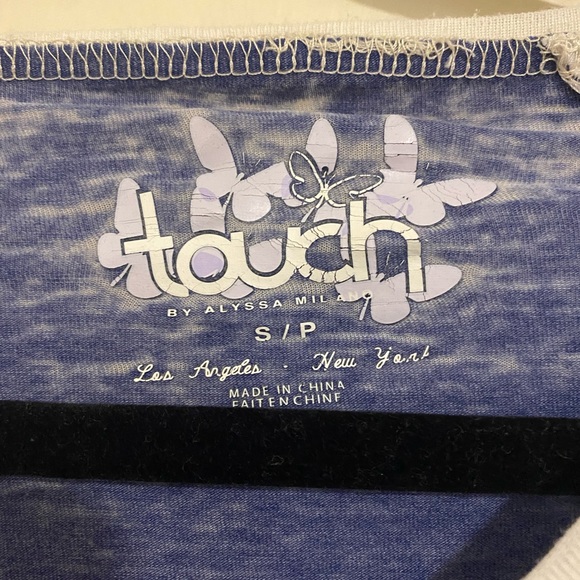 touch
BY ALYSSA MILANO
S / P
Los Angeles · New York
MADE IN CHINA
FAIT EN CHINE